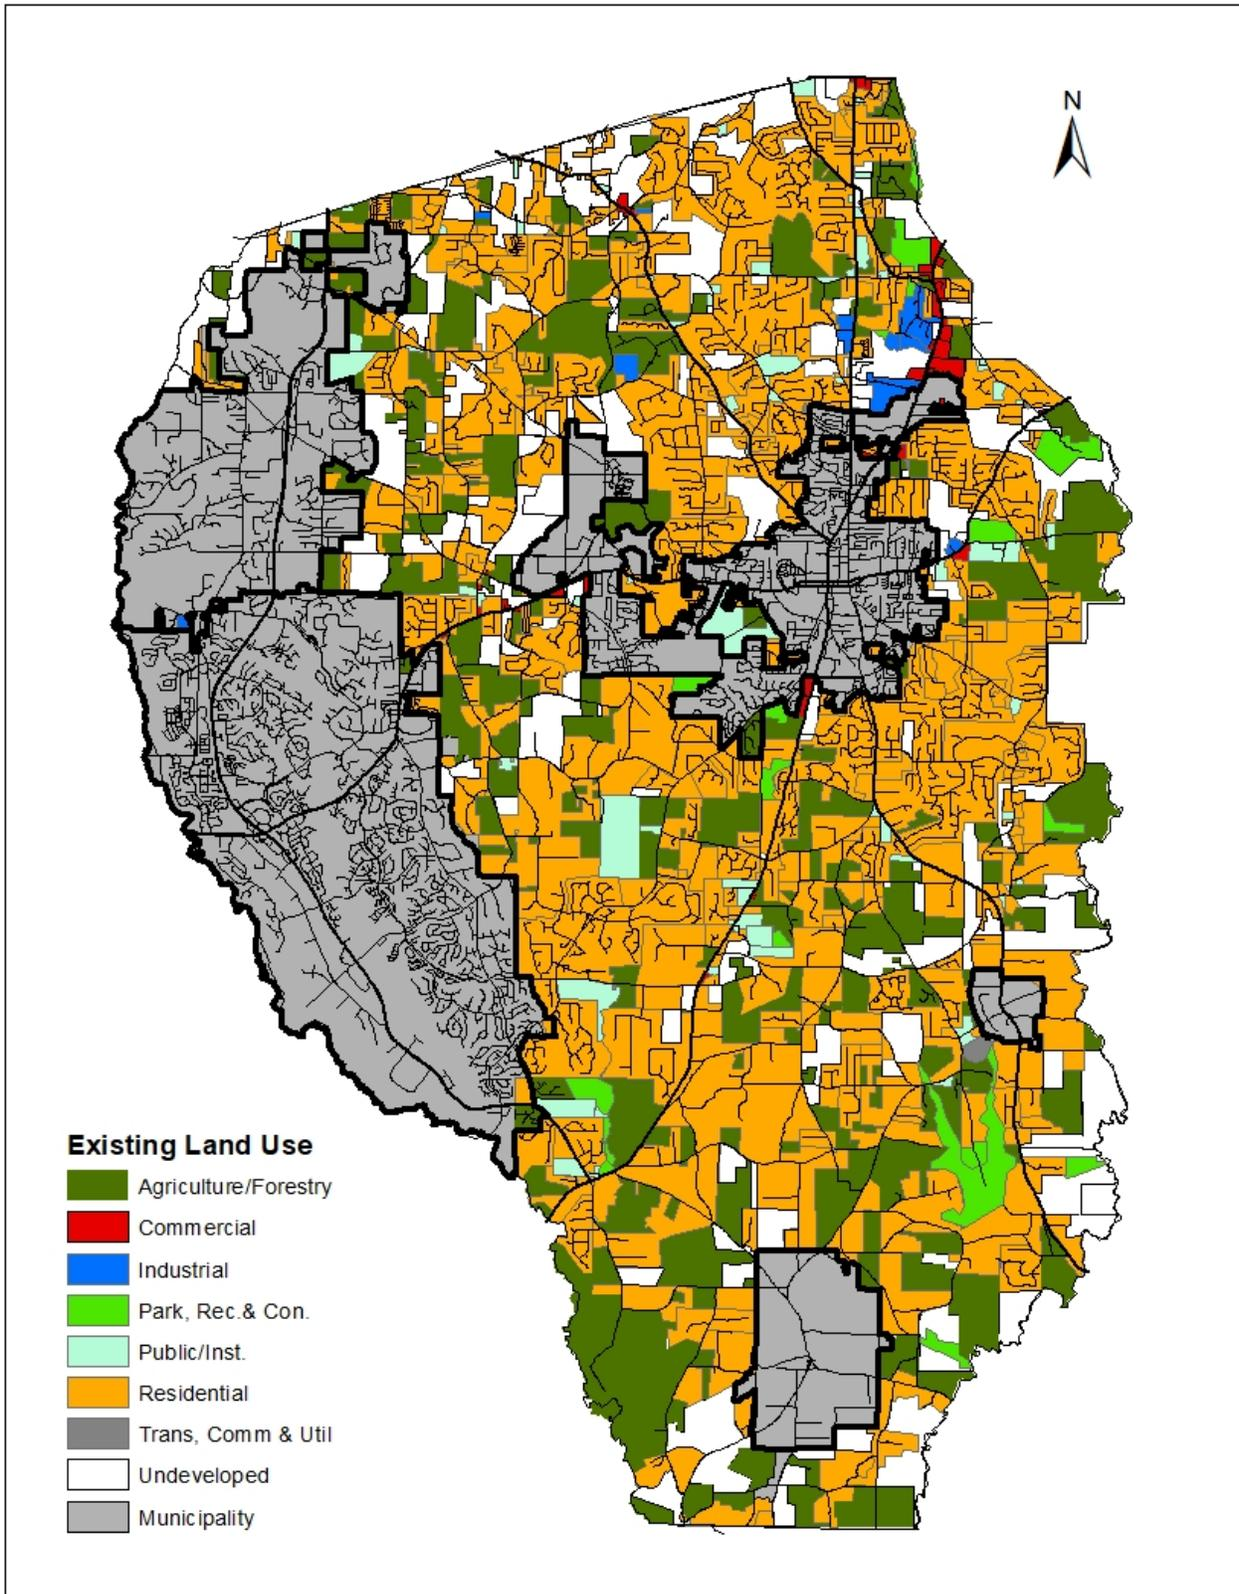 N
Existing Land Use
Agriculture/Forestry
Commercial
Industrial
Park, Rec.& Con.
Public/Inst.
Residential
Trans, Comm & Util
Undeveloped
Municipality